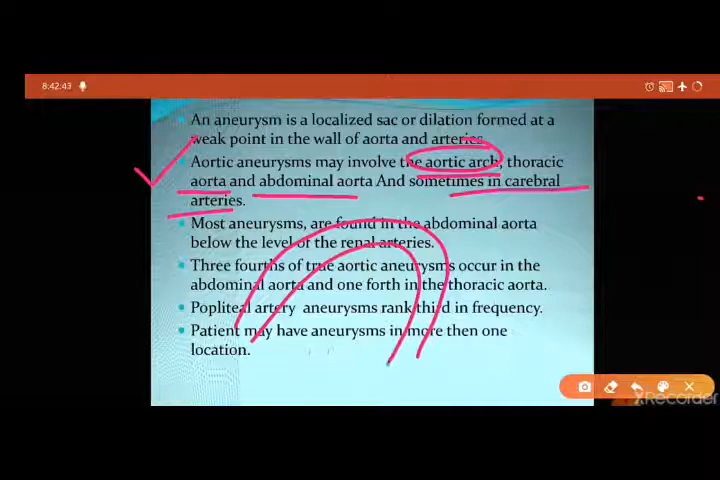 8:42:43
An aneurysm is a localized sac or dilation formed at a
weak point in the wall of aorta and arteries.
Aortic aneurysms may involve the aortic arch, thoracic
aorta and abdominal aorta And sometimes in carebral
arteries.
Most aneurysms, are found in the abdominal aorta
below the level of the renal arteries.
Three fourths of true aortic aneurysms occur in the
abdominal aorta and one forth in the thoracic aorta.
Popliteal artery aneurysms rank third in frequency.
Patient may have aneurysms in more then one
location.
XRecorder